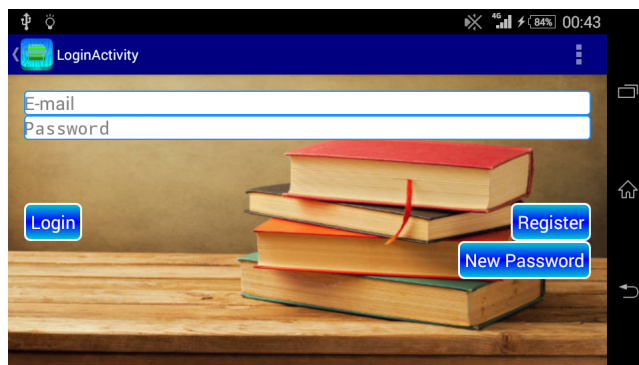 4G 84% 00:43
LoginActivity
E-mail
Password
Login
Register
New Password